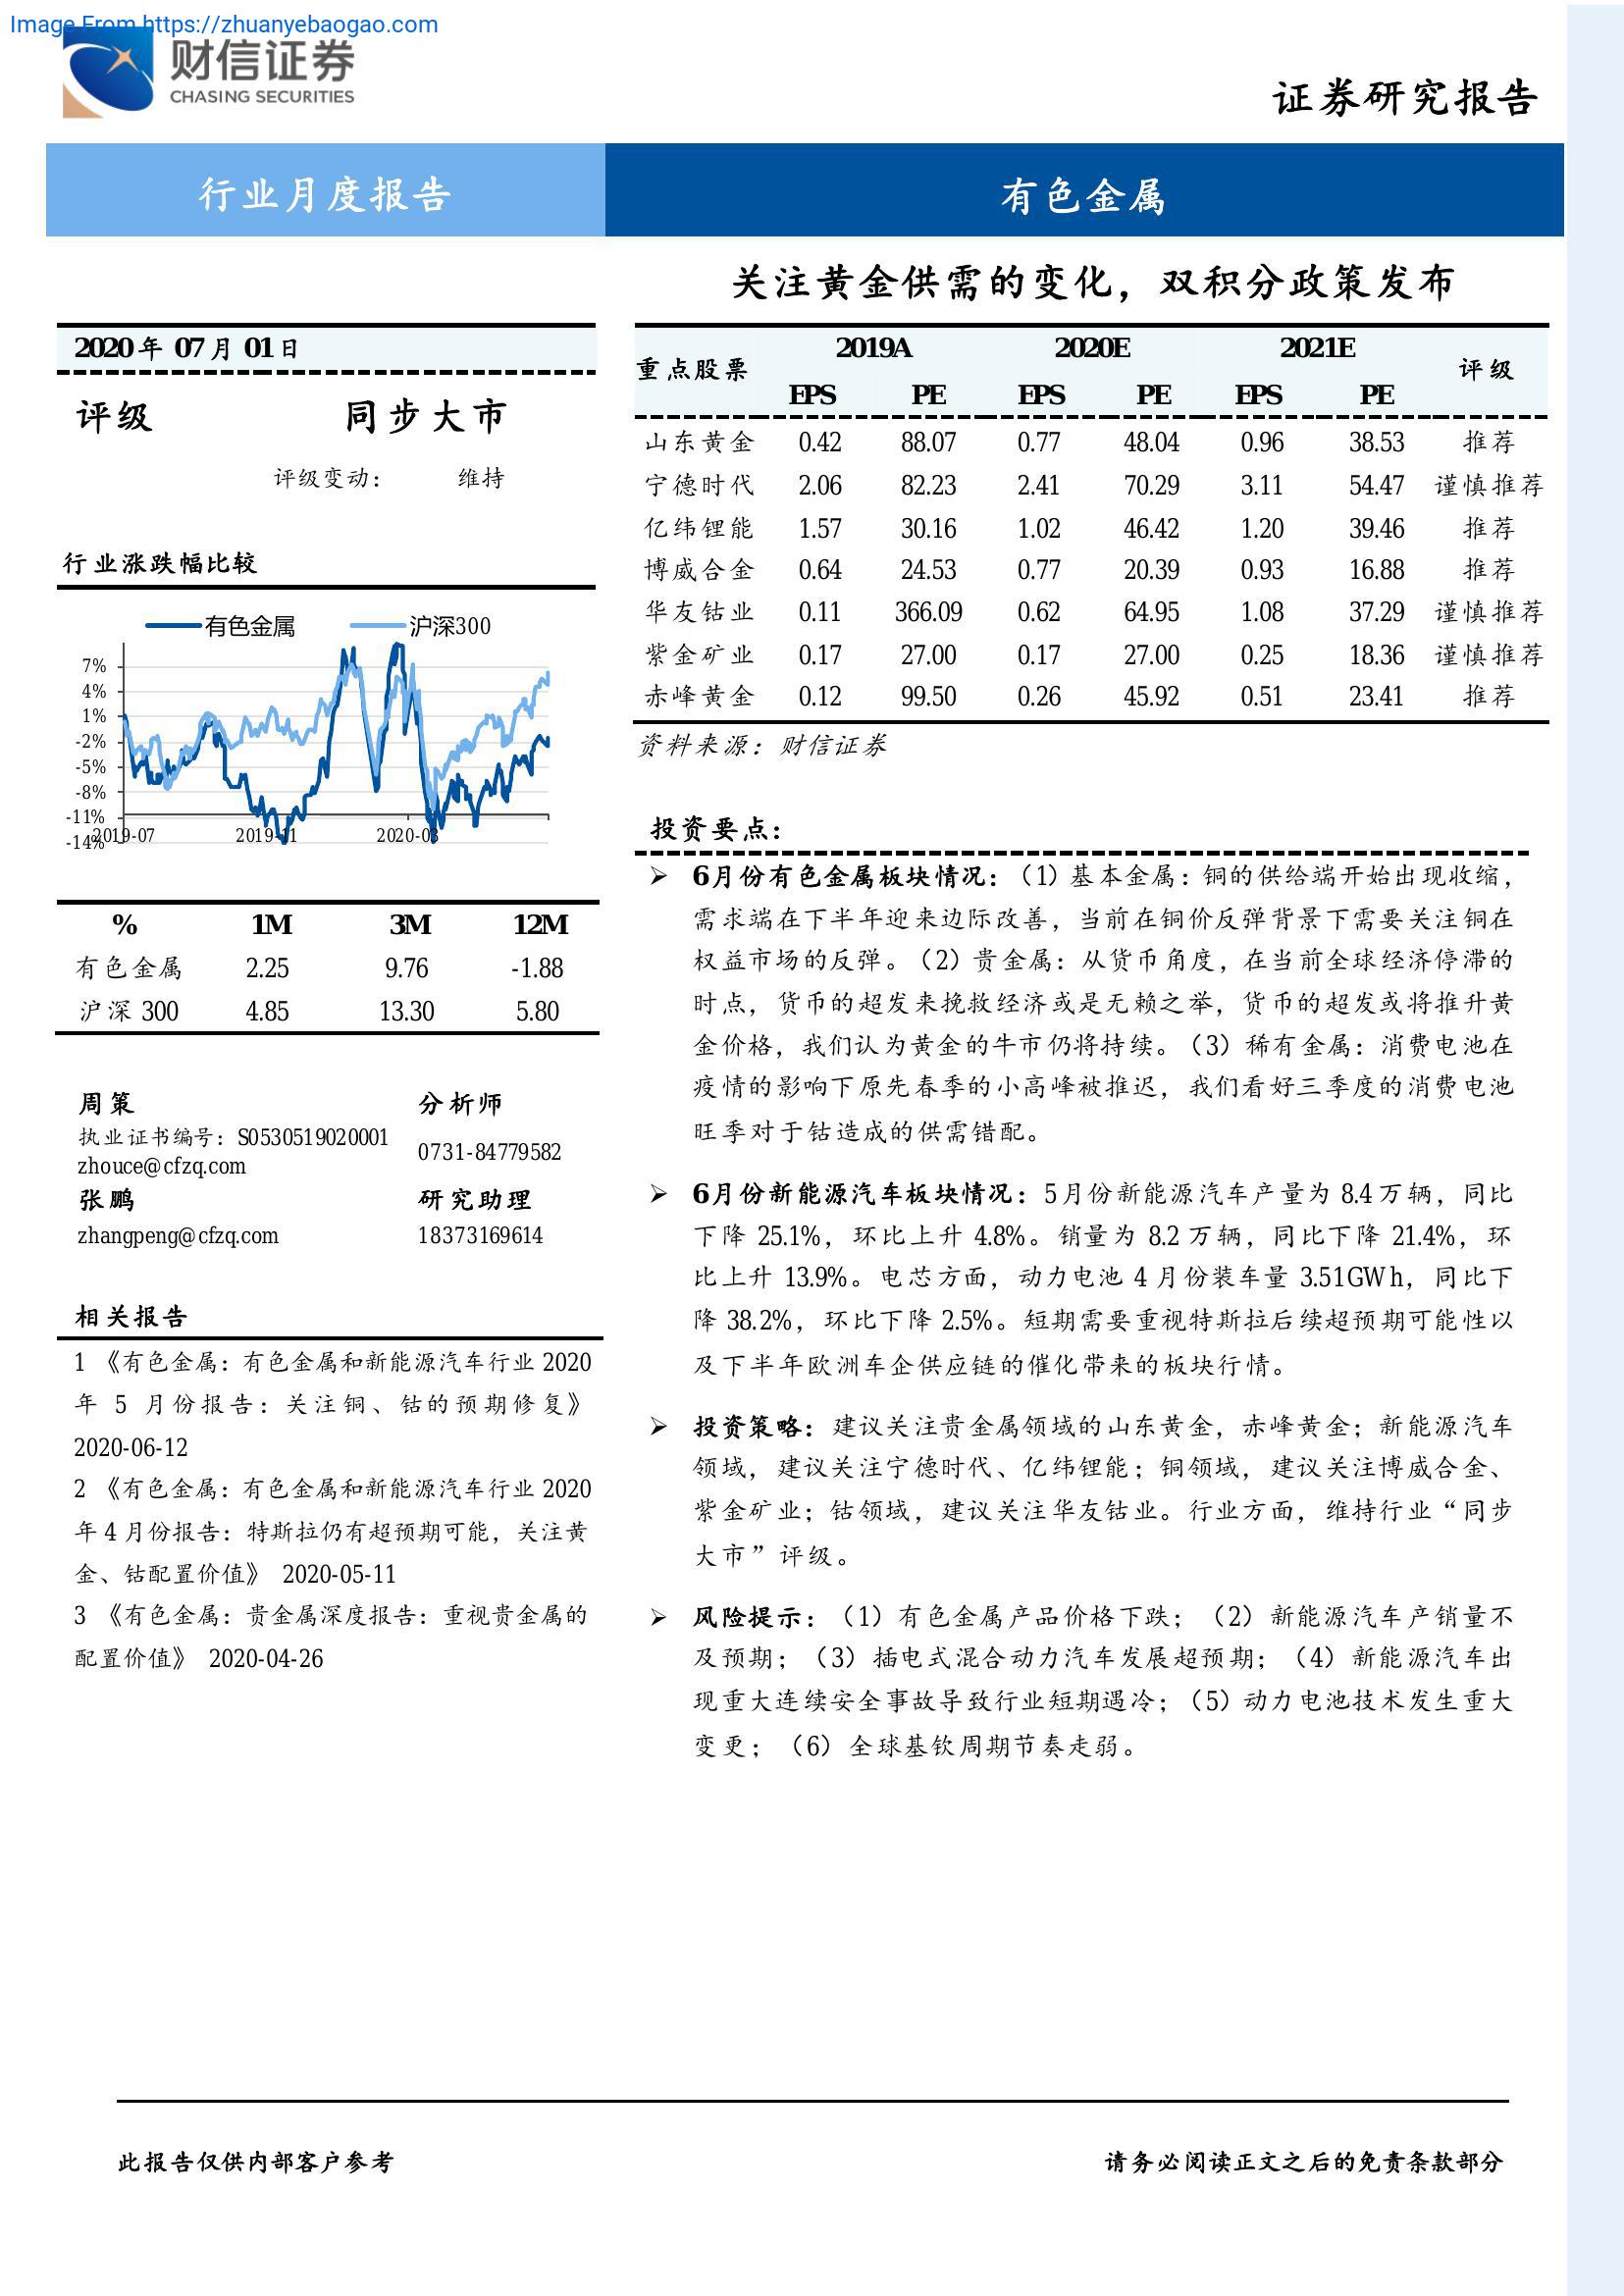 Image From https://zhuanyebaogao.com
财信证券
CHASING SECURITIES
证券研究报告
行业月度报告
有色金属
关注黄金供需的变化，双积分政策发布
2020年 07月 01日
评级 同步大市
评级变动： 维持
行业涨跌幅比较
有色金属 沪深300
7%
4%
1%
-2%
-5%
-8%
-11%
-14%
2019-07 2019-11 2020-03
% 1M 3M 12M
有色金属 2.25 9.76 -1.88
沪深 300 4.85 13.30 5.80
周策 分析师
执业证书编号：S0530519020001 0731-84779582
zhouce@cfzq.com
张鹏 研究助理
zhangpeng@cfzq.com 18373169614
相关报告
1 《有色金属：有色金属和新能源汽车行业 2020
年 5 月份报告：关注铜、钴的预期修复》
2020-06-12
2 《有色金属：有色金属和新能源汽车行业 2020
年 4 月份报告：特斯拉仍有超预期可能，关注黄
金、钴配置价值》 2020-05-11
3 《有色金属：贵金属深度报告：重视贵金属的
配置价值》 2020-04-26
重点股票 2019A 2020E 2021E 评级
EPS PE EPS PE EPS PE
山东黄金 0.42 88.07 0.77 48.04 0.96 38.53 推荐
宁德时代 2.06 82.23 2.41 70.29 3.11 54.47 谨慎推荐
亿纬锂能 1.57 30.16 1.02 46.42 1.20 39.46 推荐
博威合金 0.64 24.53 0.77 20.39 0.93 16.88 推荐
华友钴业 0.11 366.09 0.62 64.95 1.08 37.29 谨慎推荐
紫金矿业 0.17 27.00 0.17 27.00 0.25 18.36 谨慎推荐
赤峰黄金 0.12 99.50 0.26 45.92 0.51 23.41 推荐
资料来源：财信证券
投资要点：
➢ 6月份有色金属板块情况：（1）基本金属：铜的供给端开始出现收缩，
需求端在下半年迎来边际改善，当前在铜价反弹背景下需要关注铜在
权益市场的反弹。（2）贵金属：从货币角度，在当前全球经济停滞的
时点，货币的超发来挽救经济或是无赖之举，货币的超发或将推升黄
金价格，我们认为黄金的牛市仍将持续。（3）稀有金属：消费电池在
疫情的影响下原先春季的小高峰被推迟，我们看好三季度的消费电池
旺季对于钴造成的供需错配。
➢ 6月份新能源汽车板块情况：5月份新能源汽车产量为 8.4 万辆，同比
下降 25.1%，环比上升 4.8%。销量为 8.2 万辆，同比下降 21.4%，环
比上升 13.9%。电芯方面，动力电池 4 月份装车量 3.51GWh，同比下
降 38.2%，环比下降 2.5%。短期需要重视特斯拉后续超预期可能性以
及下半年欧洲车企供应链的催化带来的板块行情。
➢ 投资策略：建议关注贵金属领域的山东黄金，赤峰黄金；新能源汽车
领域，建议关注宁德时代、亿纬锂能；铜领域，建议关注博威合金、
紫金矿业；钴领域，建议关注华友钴业。行业方面，维持行业“同步
大市”评级。
➢ 风险提示：（1）有色金属产品价格下跌；（2）新能源汽车产销量不
及预期；（3）插电式混合动力汽车发展超预期；（4）新能源汽车出
现重大连续安全事故导致行业短期遇冷；（5）动力电池技术发生重大
变更；（6）全球基钦周期节奏走弱。
此报告仅供内部客户参考 请务必阅读正文之后的免责条款部分